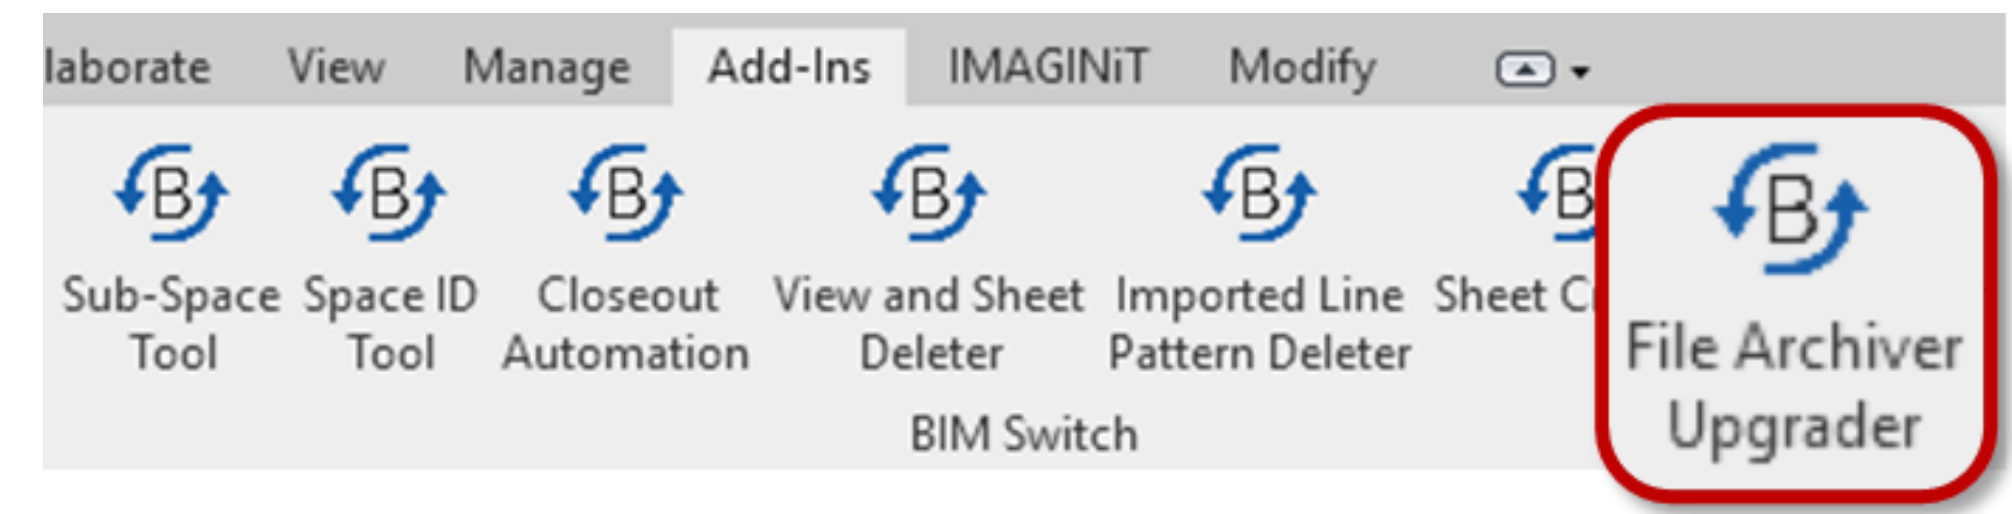 laborate View Manage Add-Ins IMAGINiT Modify
B B B B B B B
Sub-Space Space ID Closeout View and Sheet Imported Line Sheet C
Tool Tool Automation Deleter Pattern Deleter
File Archiver
Upgrader
BIM Switch